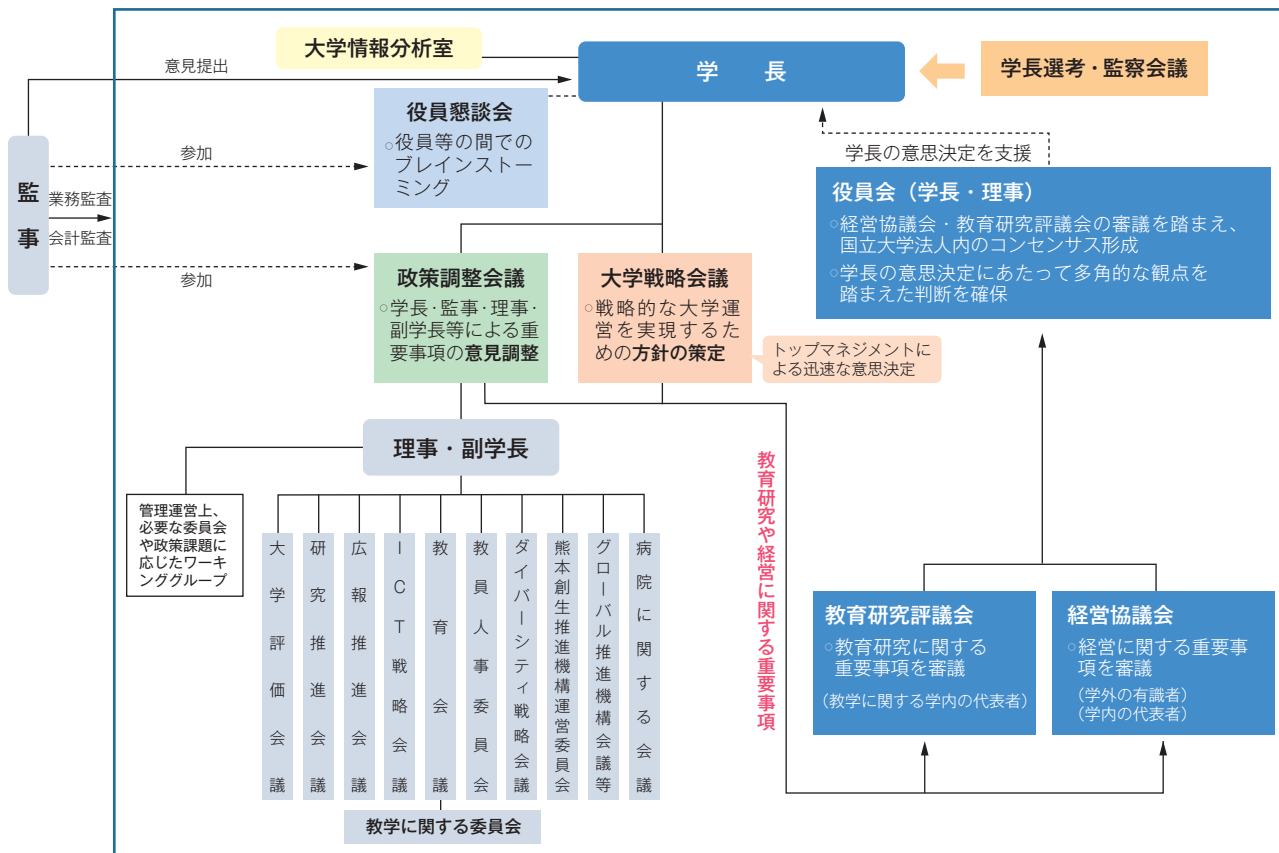 大学情報分析室
学 長
学長選考・監察会議
意見提出
役員懇談会
○役員等の間での
ブレインストー
ミング
参加
学長の意思決定を支援
監事
業務監査
会計監査
役員会（学長・理事）
○経営協議会・教育研究評議会の審議を踏まえ、
国立大学法人内のコンセンサス形成
○学長の意思決定にあたって多角的な観点を
踏まえた判断を確保
参加
政策調整会議
○学長・監事・理事・
副学長等による重
要事項の意見調整
大学戦略会議
○戦略的な大学運
営を実現するた
めの方針の策定
トップマネジメントに
よる迅速な意思決定
理事・副学長
管理運営上、
必要な委員会
や政策課題に
応じたワーキ
ンググループ
大学評価会議
研究推進会議
広報推進会議
ICT戦略会議
教育会議
教員人事委員会
ダイバーシティ戦略会議
熊本創生推進機構運営委員会
グローバル推進機構会議等
病院に関する会議
教学に関する委員会
教育研究や経営に関する重要事項
教育研究評議会
○教育研究に関する
重要事項を審議
（教学に関する学内の代表者）
経営協議会
○経営に関する重要事
項を審議
（学外の有識者）
（学内の代表者）